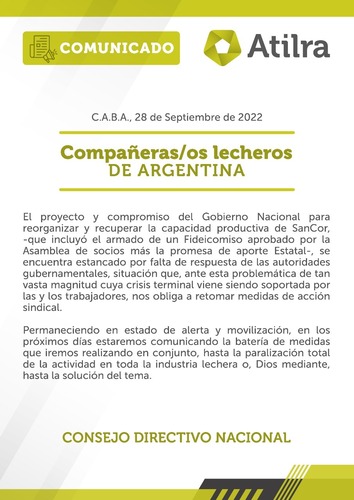 COMUNICADO
Atilra
C.A.B.A., 28 de Septiembre de 2022
Compañeras/os lecheros
DE ARGENTINA
El proyecto y compromiso del Gobierno Nacional para
reorganizar y recuperar la capacidad productiva de SanCor,
-que incluyó el armado de un Fideicomiso aprobado por la
Asamblea de socios más la promesa de aporte Estatal-, se
encuentra estancado por falta de respuesta de las autoridades
gubernamentales, situación que, ante esta problemática de tan
vasta magnitud cuya crisis terminal viene siendo soportada por
las y los trabajadores, nos obliga a retomar medidas de acción
sindical.
Permaneciendo en estado de alerta y movilización, en los
próximos días estaremos comunicando la batería de medidas
que iremos realizando en conjunto, hasta la paralización total
de la actividad en toda la industria lechera o, Dios mediante,
hasta la solución del tema.
CONSEJO DIRECTIVO NACIONAL